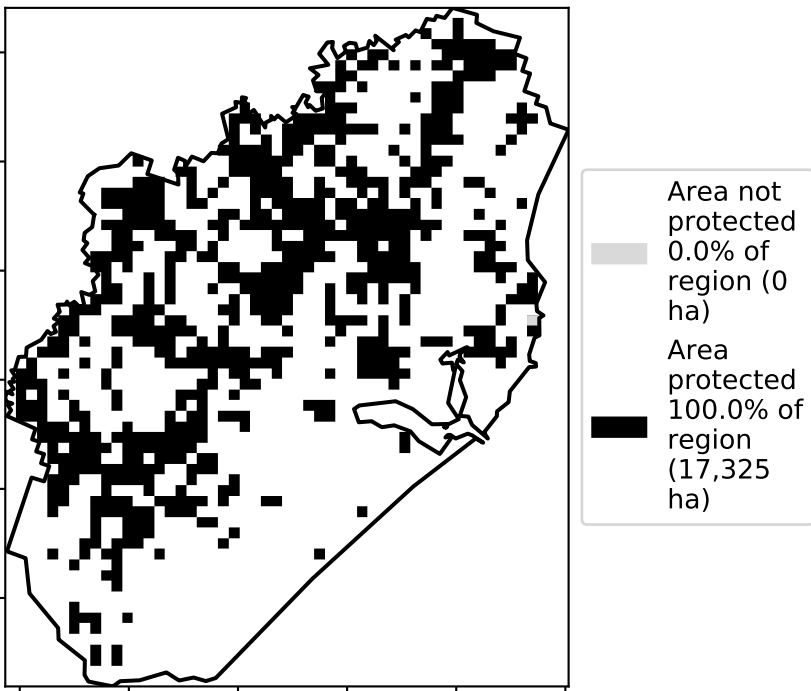 Area not
protected
0.0% of
region (0
ha)
Area
protected
100.0% of
region
(17,325
ha)